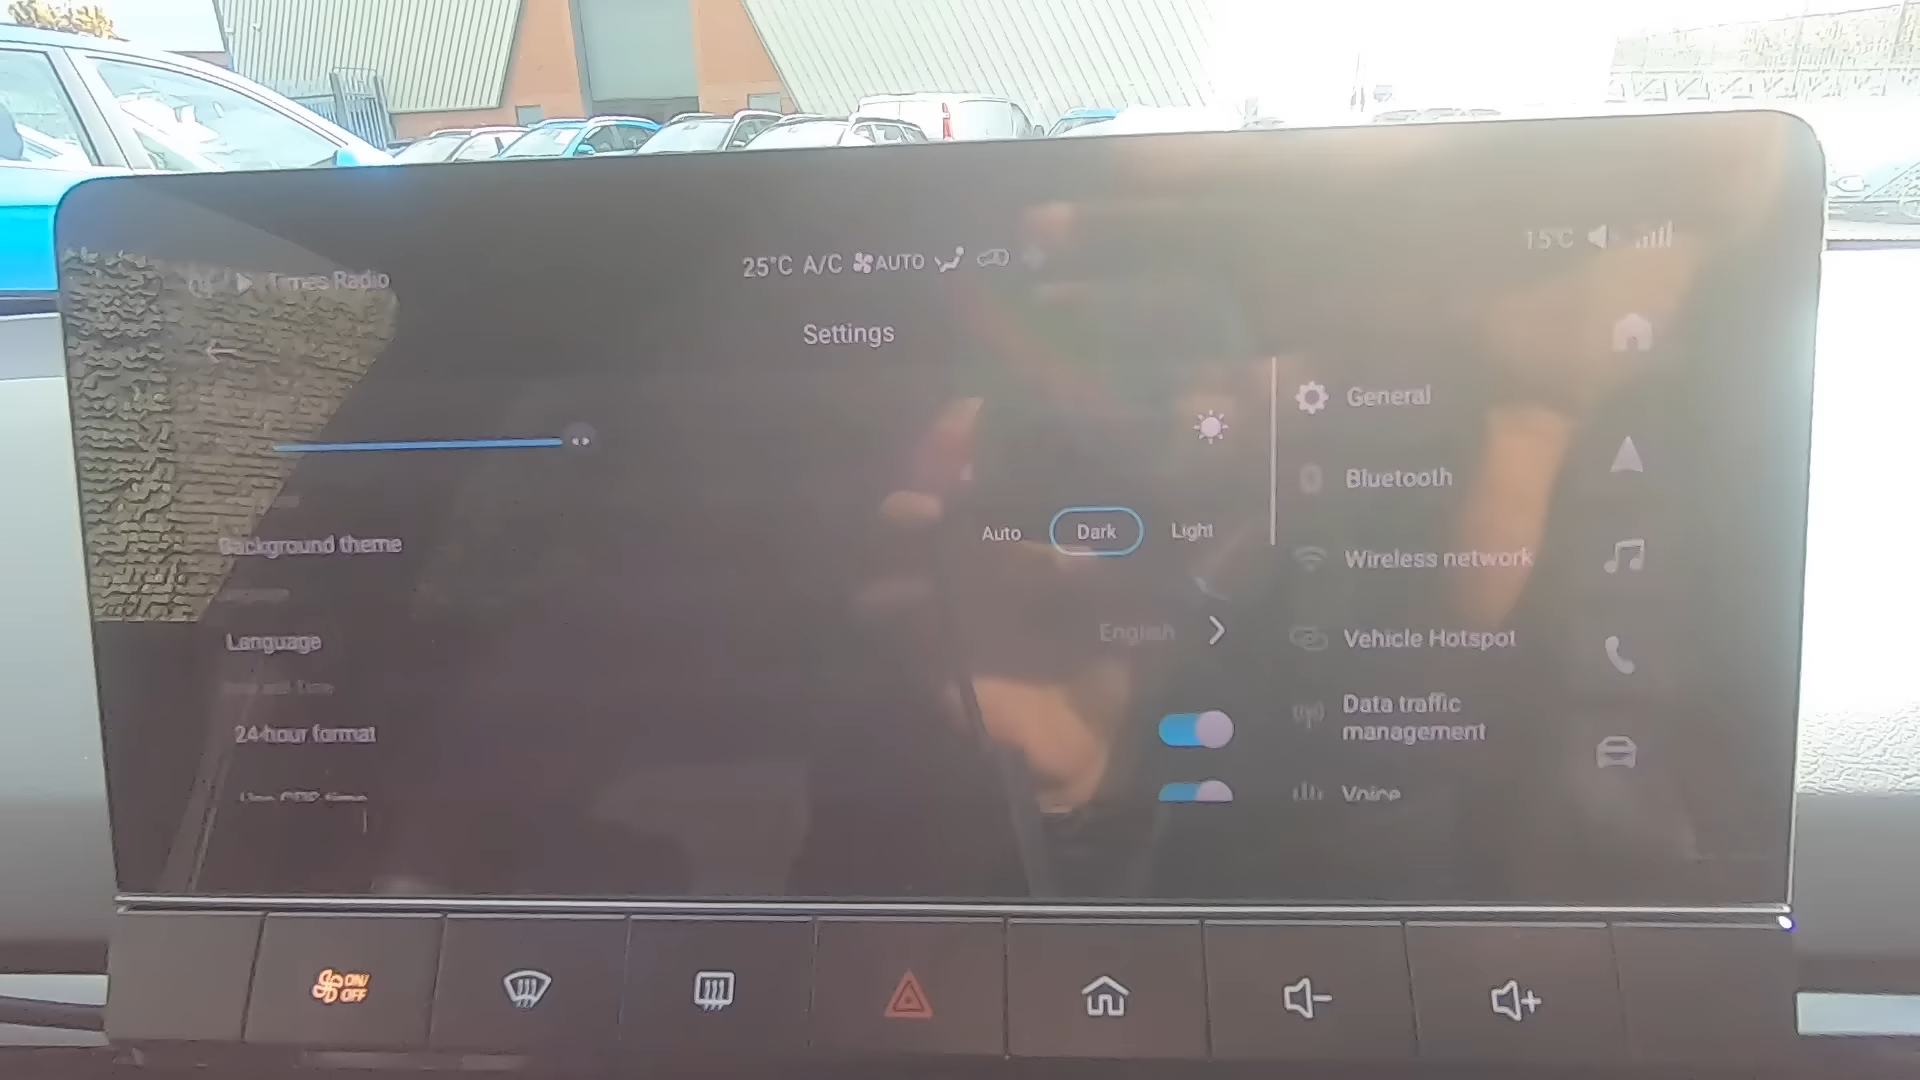 Times Radio
25°C A/C AUTO
15°C
Settings
General
Bluetooth
Auto Dark Light
Background theme
Wireless network
Language
English
Vehicle Hotspot
24-hour format
Data traffic
management
Voice
ON/
OFF